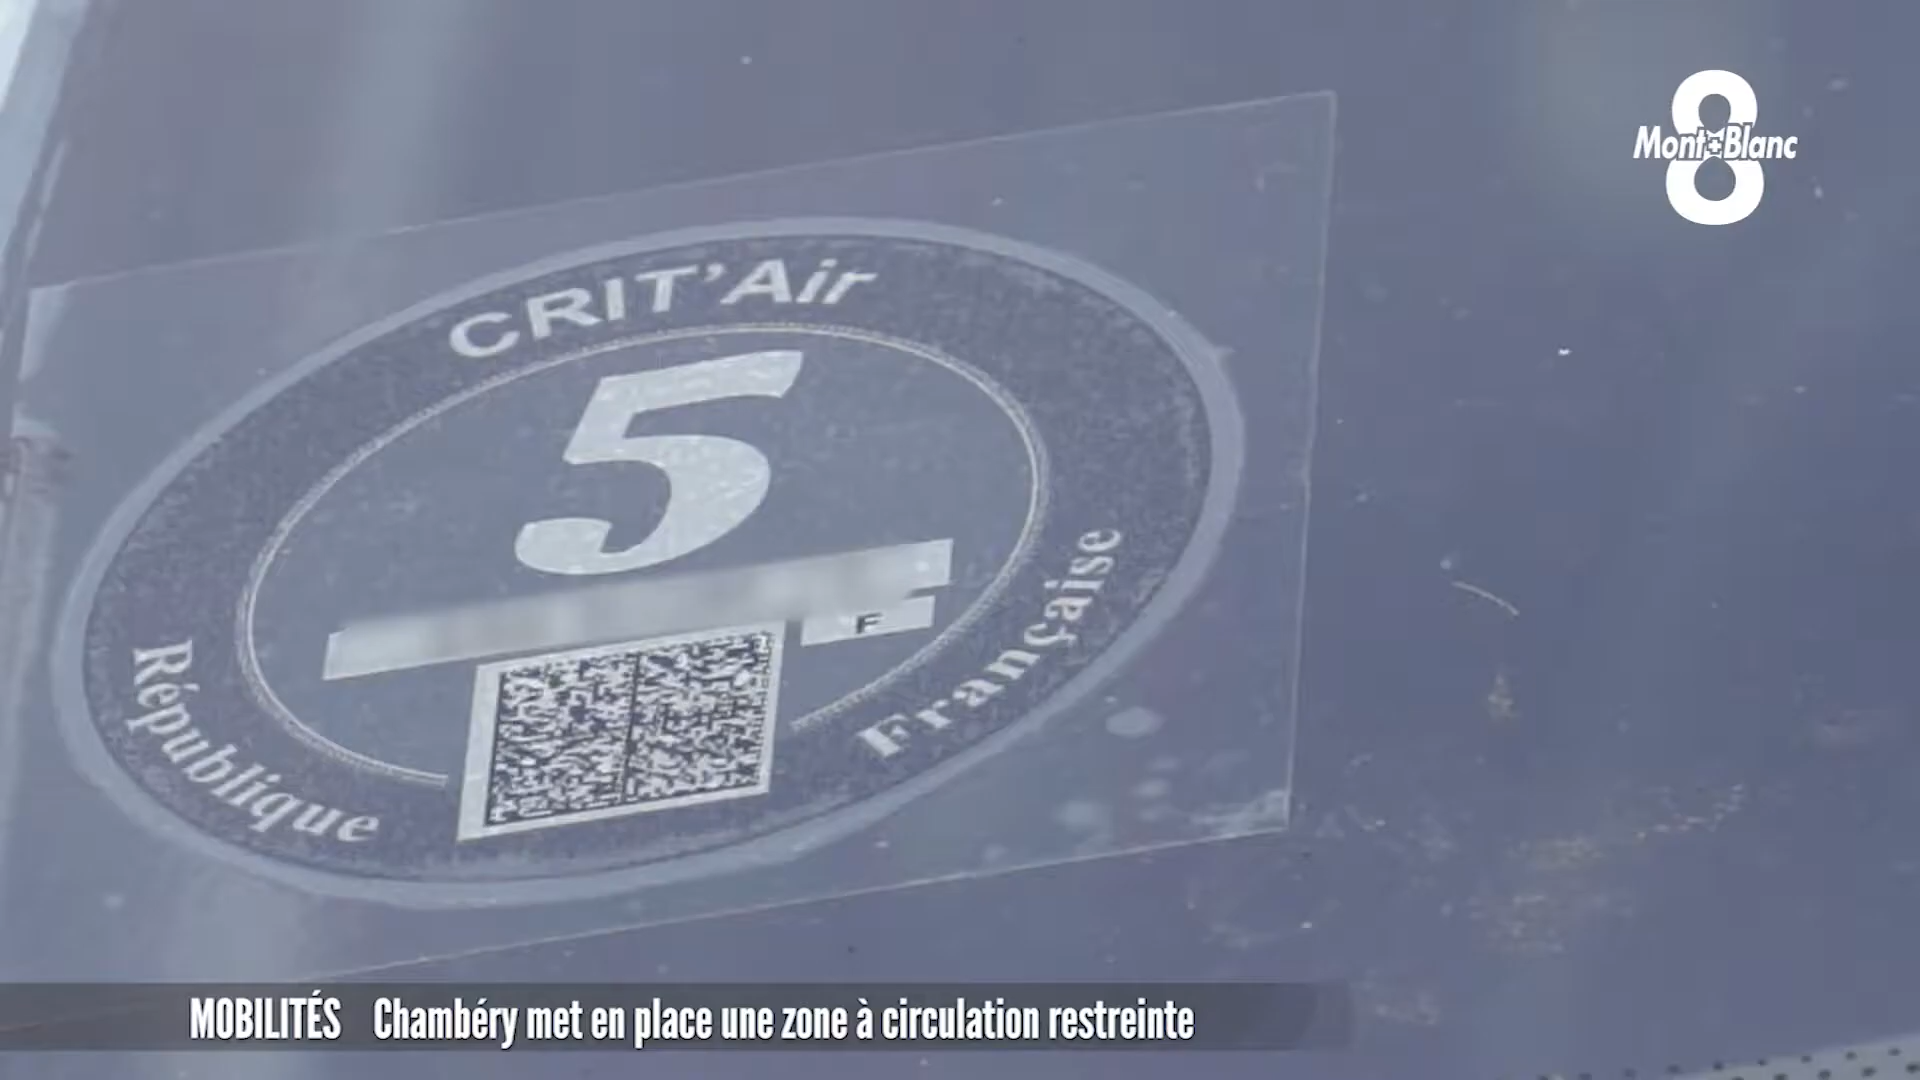 8
Mont-Blanc
CRIT'Air
5
F
République Française
MOBILITÉS Chambéry met en place une zone à circulation restreinte